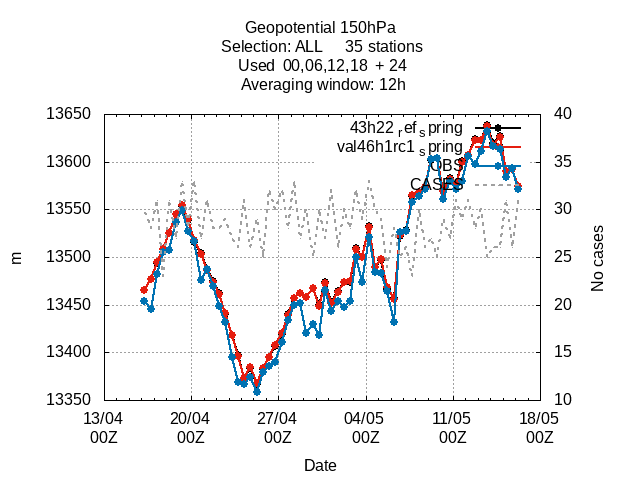 Geopotential 150hPa
Selection: ALL 35 stations
Used 00,06,12,18 + 24
Averaging window: 12h
13650
13600
13550
13500
13450
13400
13350
m
40
35
30
25
20
15
10
No cases
43h22_ref_spring
val46h1rc1_spring
OBS
CASES
13/04 20/04 27/04 04/05 11/05 18/05
00Z 00Z 00Z 00Z 00Z 00Z
Date